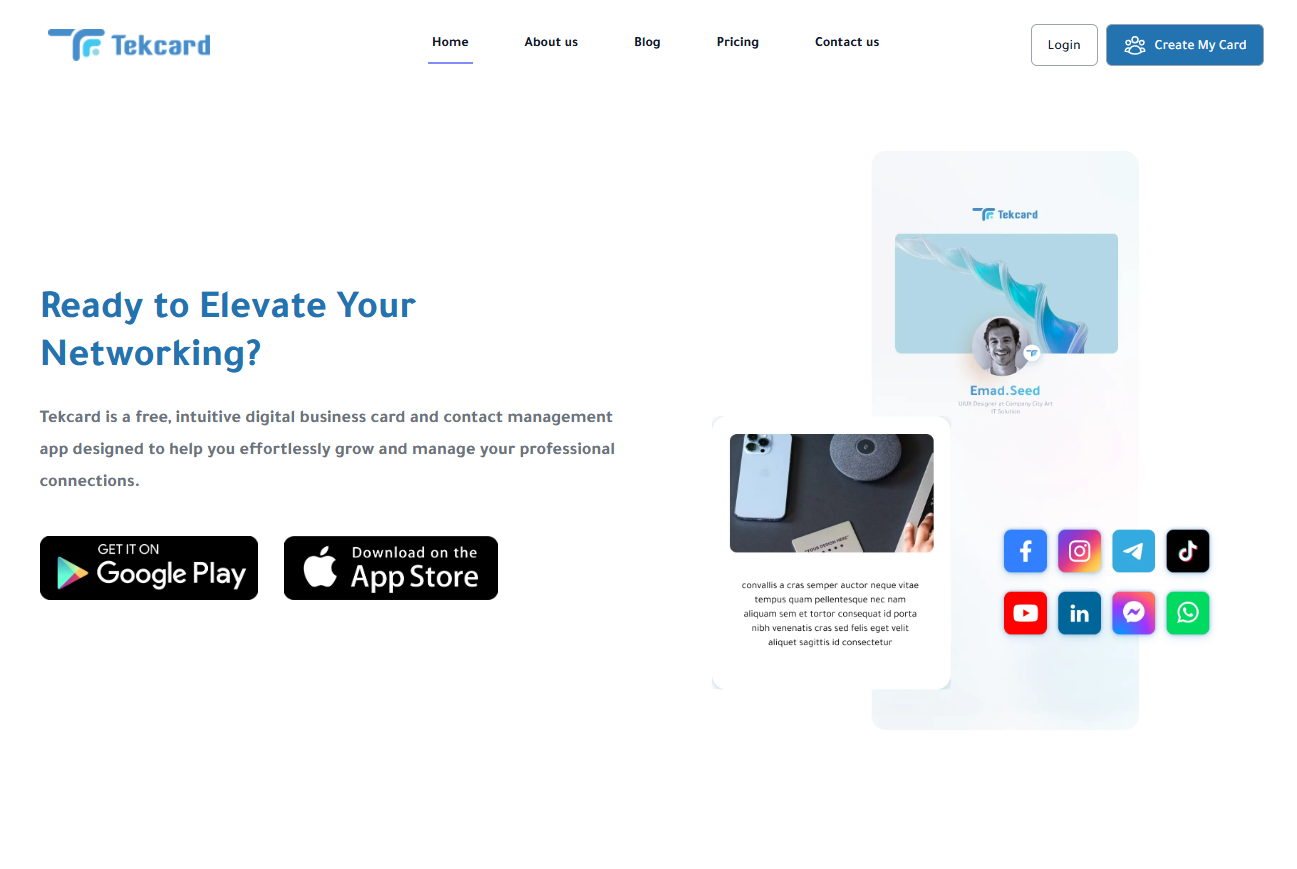 Tekcard
Home
About us
Blog
Pricing
Contact us
Login
Create My Card
Ready to Elevate Your
Networking?
Tekcard is a free, intuitive digital business card and contact management
app designed to help you effortlessly grow and manage your professional
connections.
GET IT ON
Google Play
Download on the
App Store
Tekcard
Emad.Seed
UI/UX Designer at Company City Art
IT Solution
"YOUR DESIGN HERE"
convallis a cras semper auctor neque vitae
tempus quam pellentesque nec nam
aliquam sem et tortor consequat id porta
nibh venenatis cras sed felis eget velit
aliquet sagittis id consectetur
in